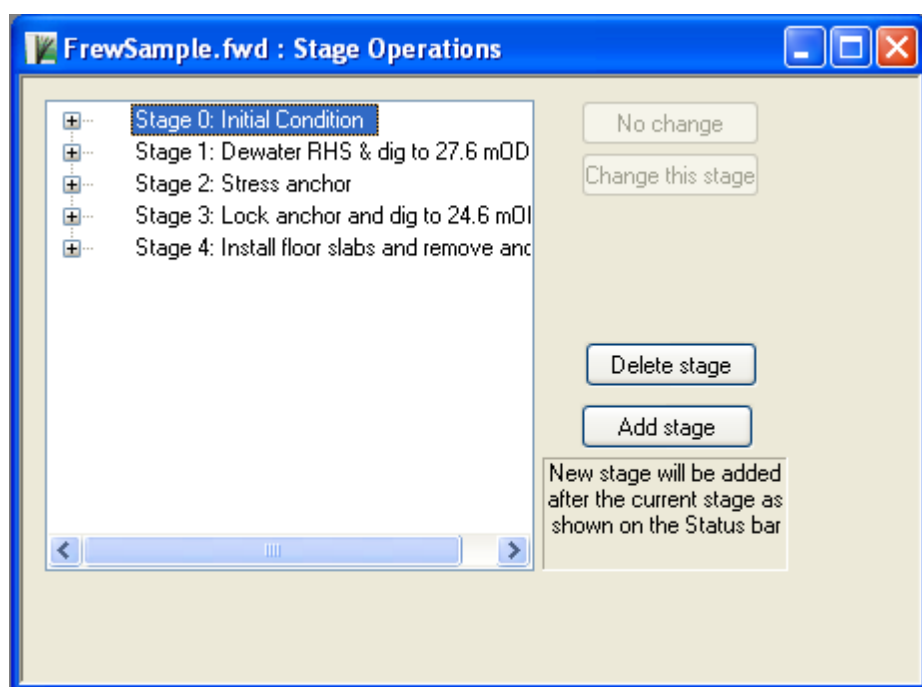 FrewSample.fwd : Stage Operations
Stage 0: Initial Condition
Stage 1: Dewater RHS & dig to 27.6 mOD
Stage 2: Stress anchor
Stage 3: Lock anchor and dig to 24.6 mO
Stage 4: Install floor slabs and remove anc
No change
Change this stage
Delete stage
Add stage
New stage will be added
after the current stage as
shown on the Status bar